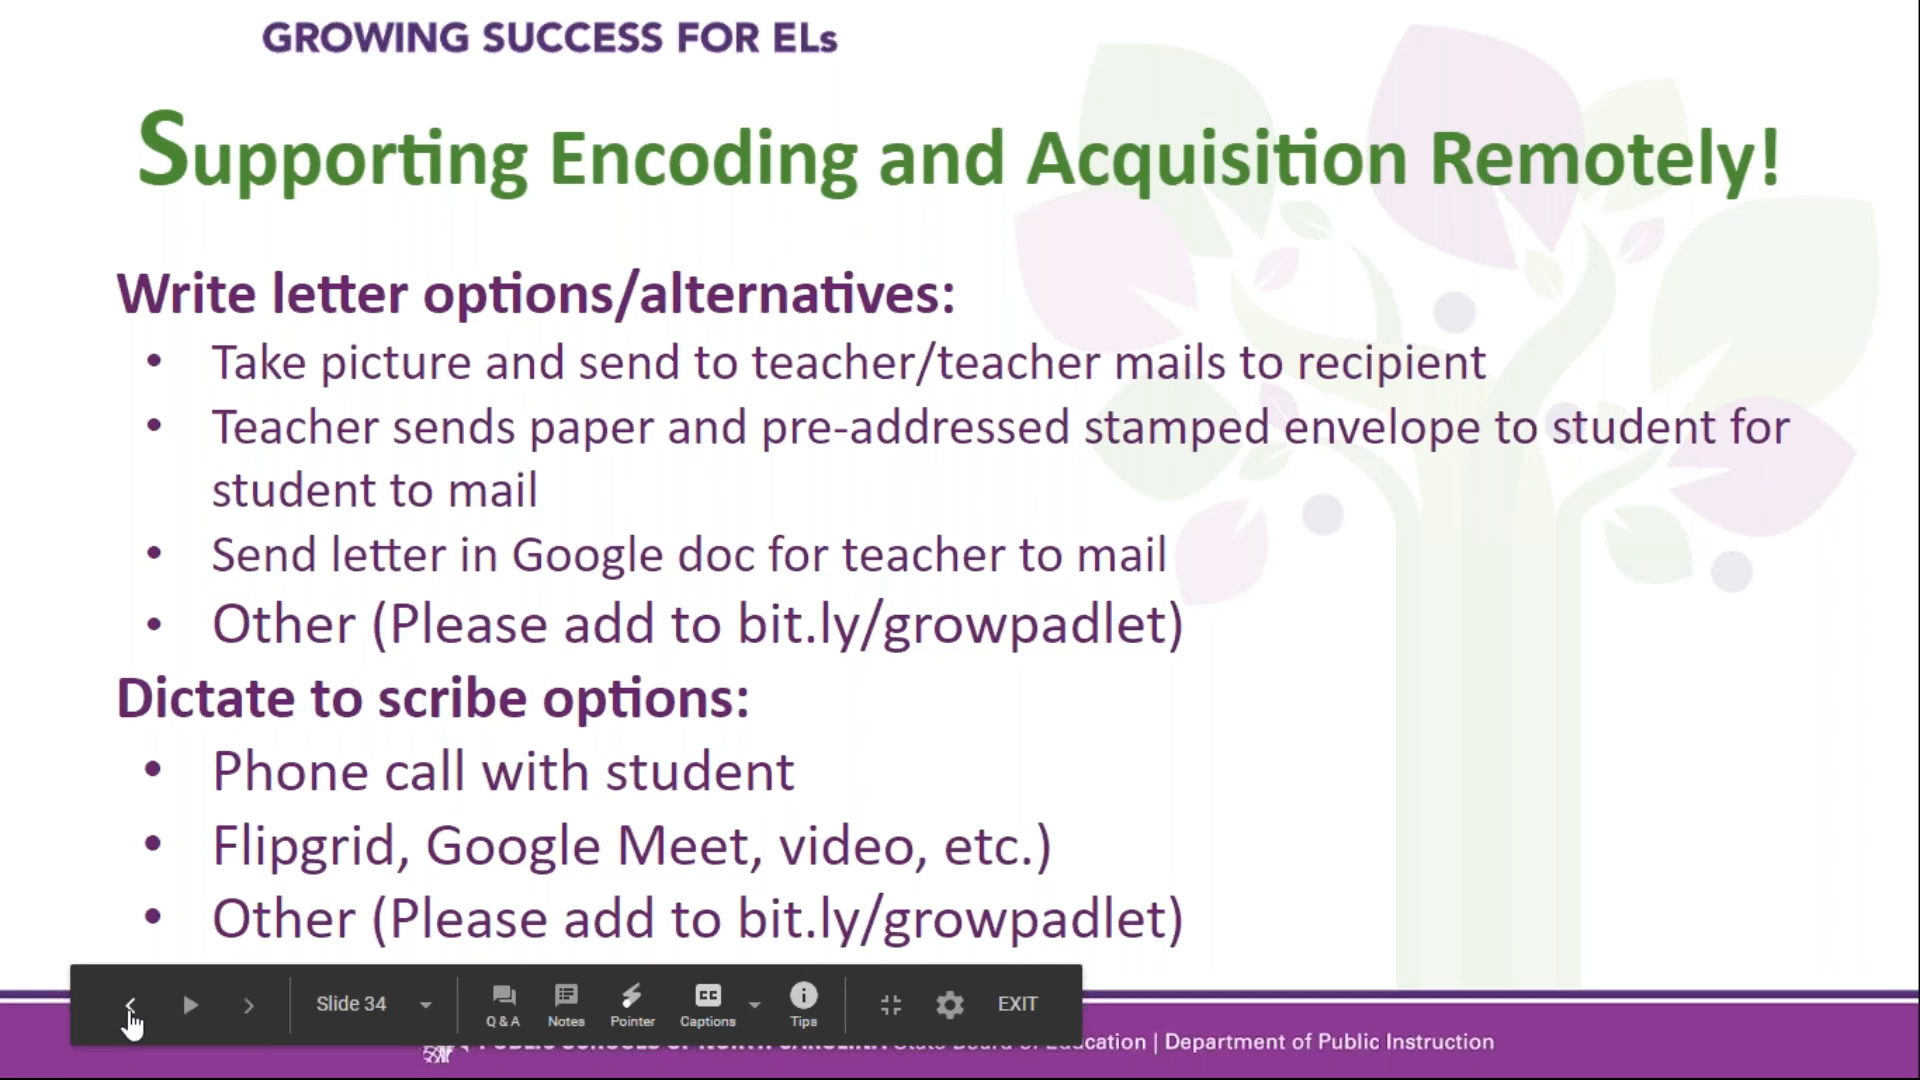 GROWING SUCCESS FOR ELs
Supporting Encoding and Acquisition Remotely!
Write letter options/alternatives:
• Take picture and send to teacher/teacher mails to recipient
• Teacher sends paper and pre-addressed stamped envelope to student for
student to mail
• Send letter in Google doc for teacher to mail
• Other (Please add to bit.ly/growpadlet)
Dictate to scribe options:
• Phone call with student
• Flipgrid, Google Meet, video, etc.)
• Other (Please add to bit.ly/growpadlet)
Slide 34
Q & A
Notes
Pointer
Captions
Tips
EXIT
cation | Department of Public Instruction